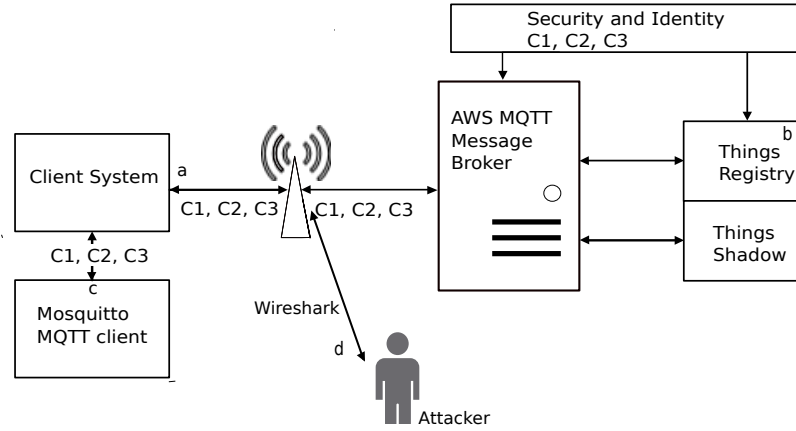 Security and Identity
C1, C2, C3
AWS MQTT
Message
Broker
b
Things
Registry
a
Client System
C1, C2, C3
C1, C2, C3
Things
Shadow
C1, C2, C3
c
Mosquitto
MQTT client
Wireshark
d
Attacker